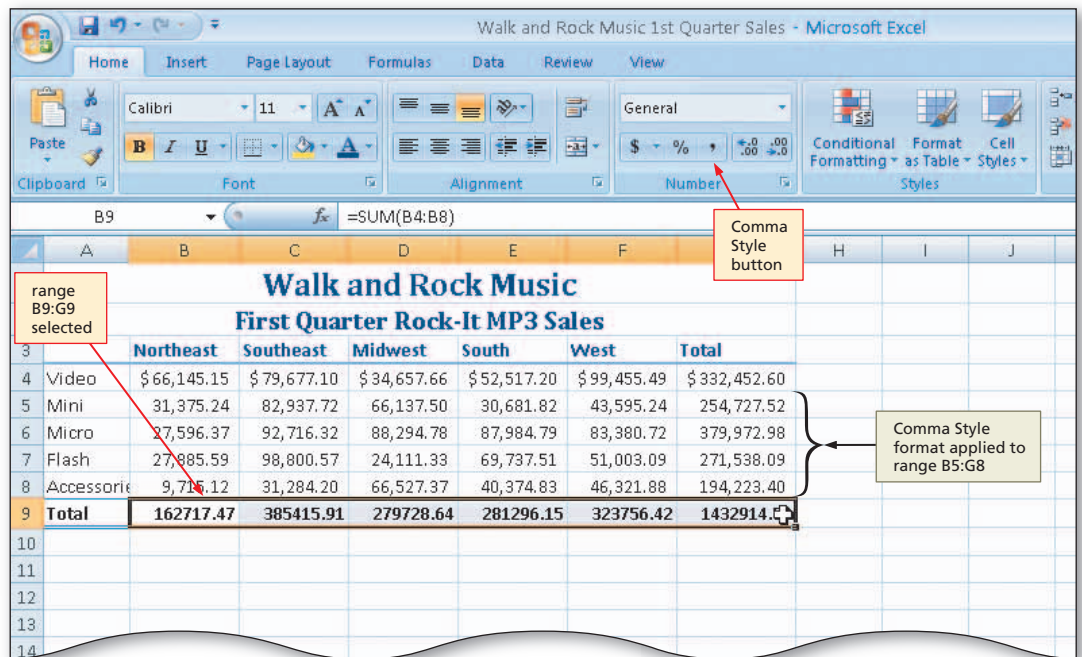 Walk and Rock Music 1st Quarter Sales - Microsoft Excel
Home Insert Page Layout Formulas Data Review View
Calibri 11 A A General
Paste B I U A $ % , .0 .00 .00 .0 Conditional Formatting Format as Table Cell Styles
Clipboard Font Alignment Number Styles
B9 fx =SUM(B4:B8)
Comma
Style
button
A B C D E F H I J
range
B9:G9
selected
Walk and Rock Music
First Quarter Rock-It MP3 Sales
3 Northeast Southeast Midwest South West Total
4 Video $66,145.15 $79,677.10 $34,657.66 $52,517.20 $99,455.49 $332,452.60
5 Mini 31,375.24 82,937.72 66,137.50 30,681.82 43,595.24 254,727.52
6 Micro 27,596.37 92,716.32 88,294.78 87,984.79 83,380.72 379,972.98
7 Flash 27,885.59 98,800.57 24,111.33 69,737.51 51,003.09 271,538.09
8 Accessorie 9,715.12 31,284.20 66,527.37 40,374.83 46,321.88 194,223.40
9 Total 162717.47 385415.91 279728.64 281296.15 323756.42 1432914.
Comma Style
format applied to
range B5:G8
10
11
12
13
14